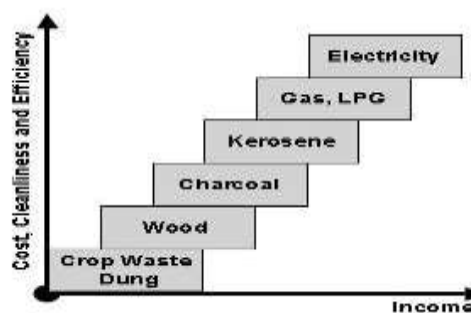 Cost, Cleanliness and Efficiency
Electricity
Gas, LPG
Kerosene
Charcoal
Wood
Crop Waste
Dung
Income